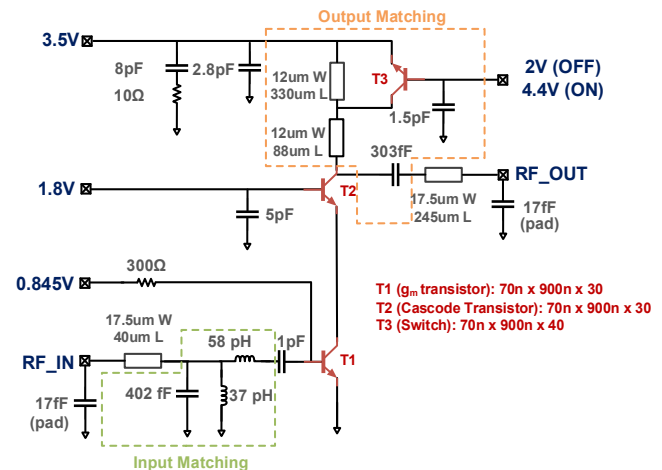 Output Matching
3.5V
8pF
10Ω
2.8pF
12um W
330um L
T3
2V (OFF)
4.4V (ON)
1.5pF
12um W
88um L
303fF
RF_OUT
1.8V
T2
5pF
17.5um W
245um L
17fF
(pad)
300Ω
0.845V
T1 (gm transistor): 70n x 900n x 30
T2 (Cascode Transistor): 70n x 900n x 30
T3 (Switch): 70n x 900n x 40
17.5um W
40um L
58 pH
1pF
T1
RF_IN
402 fF
37 pH
17fF
(pad)
Input Matching